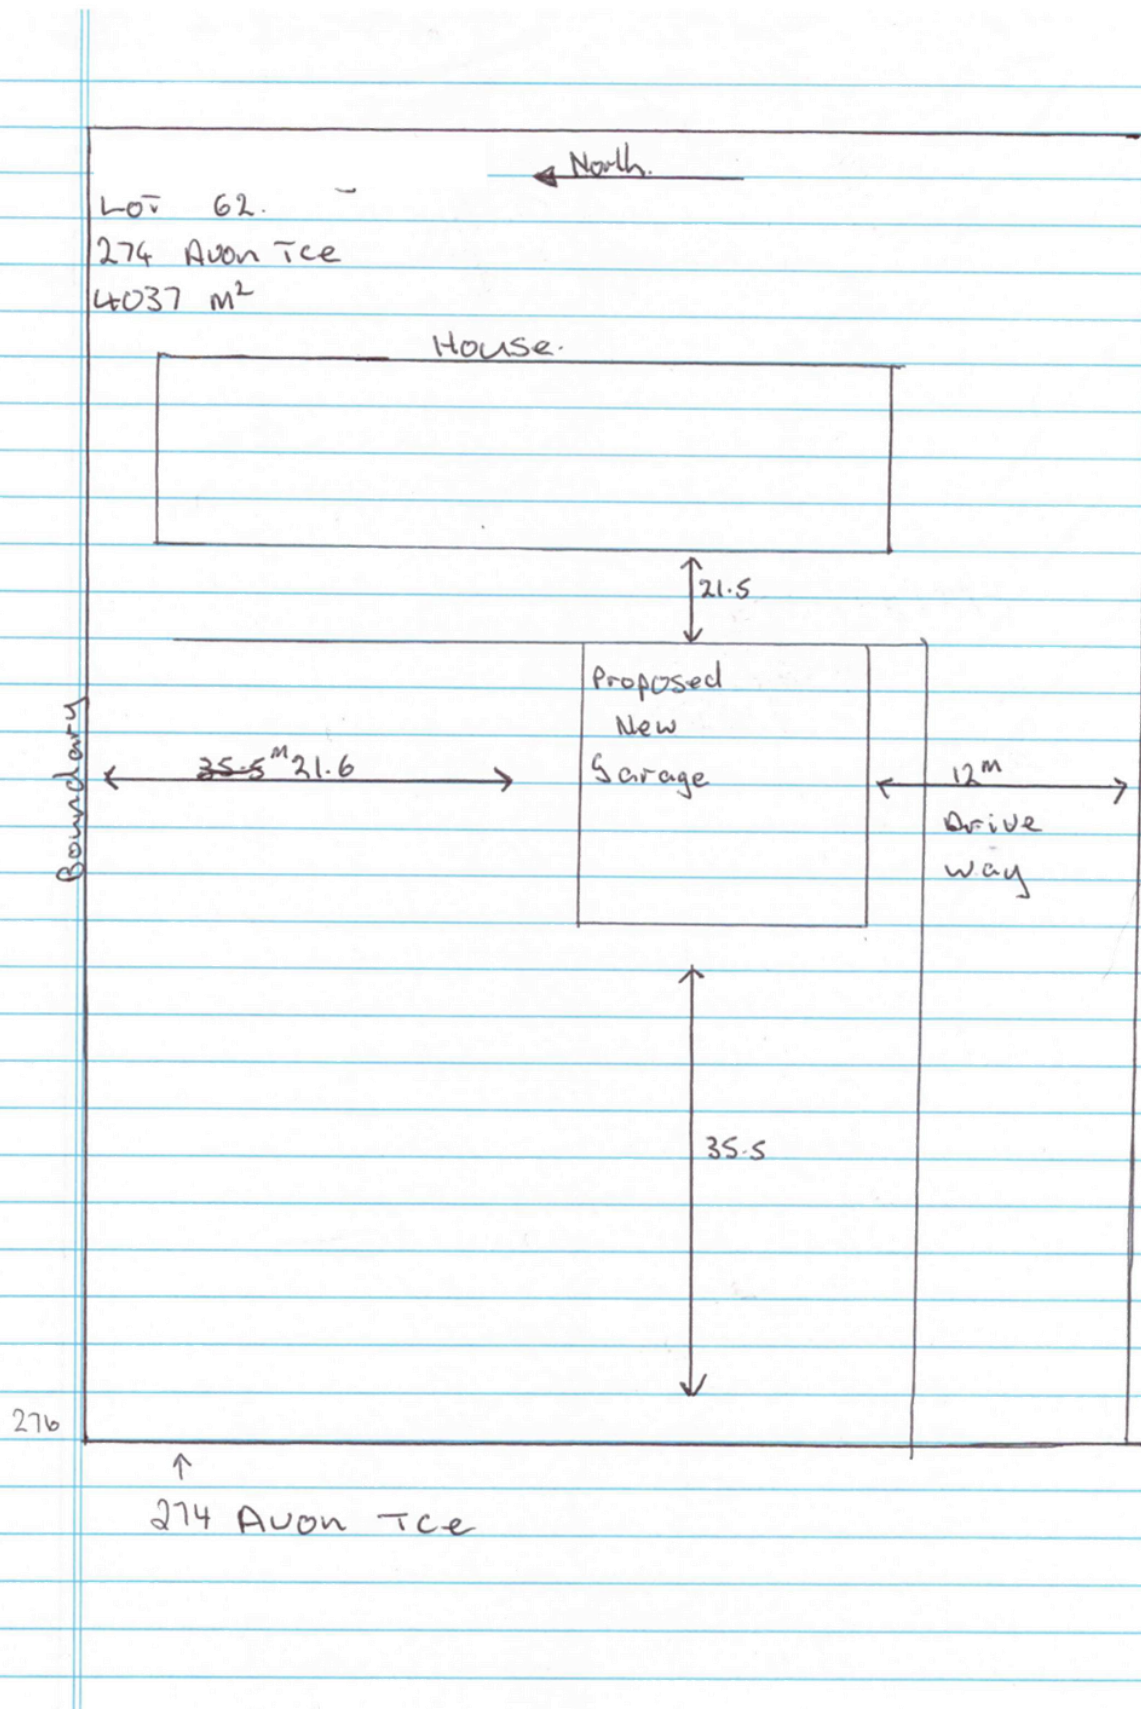 North.
LOT 62.
274 Avon Tce
4037 m²
House.
21.5
Proposed
New
Garage
Boundary
35.5 m 21.6
12m
Drive
way
35.5
276
274 Avon Tce